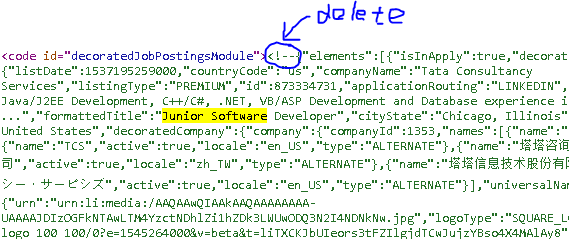 delete
<code id="decoratedJobPostingsModule"><!--{"elements":[{"isInApply":true,"decorat
{"listDate":1537195259000,"countryCode":"us","companyName":"Tata Consultancy
Services","listingType":"PREMIUM","id":873334731,"applicationRouting":"LINKEDIN",
Java/J2EE Development, C++/C#, .NET, VB/ASP Development and Database experience i
...","formattedTitle":"Junior Software Developer","cityState":"Chicago, Illinois"
United States","decoratedCompany":{"company":{"companyId":1353,"names":[{"name":"
{"name":"TCS","active":true,"locale":"en_US","type":"ALTERNATE"},{"name":"塔塔咨询
司","active":true,"locale":"zh_TW","type":"ALTERNATE"},{"name":"塔塔信息技术股份有限
シー・サービシズ","active":true,"locale":"en_US","type":"ALTERNATE"}],"universalNam
{"urn":"urn:li:media:/AAQAAwQIAAkAAQAAAAAAAA-
UAAAAJDIzOGFkNTAwLTM4YzctNDhlZi1hZDk3LWUwODQ3N2I4NDNkNw.jpg","logoType":"SQUARE_LO
logo 100 100/0?e=1545264000&v=beta&t=liTXCKJbUIeors3tFZIlgjdTCwJujzYBso4X4MAlAy8"